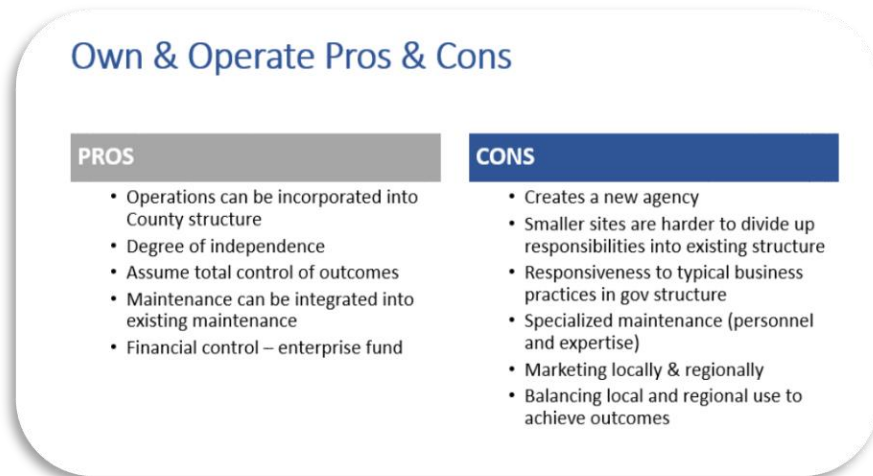 Own & Operate Pros & Cons
PROS
• Operations can be incorporated into
County structure
• Degree of independence
• Assume total control of outcomes
• Maintenance can be integrated into
existing maintenance
• Financial control – enterprise fund
CONS
• Creates a new agency
• Smaller sites are harder to divide up
responsibilities into existing structure
• Responsiveness to typical business
practices in gov structure
• Specialized maintenance (personnel
and expertise)
• Marketing locally & regionally
• Balancing local and regional use to
achieve outcomes